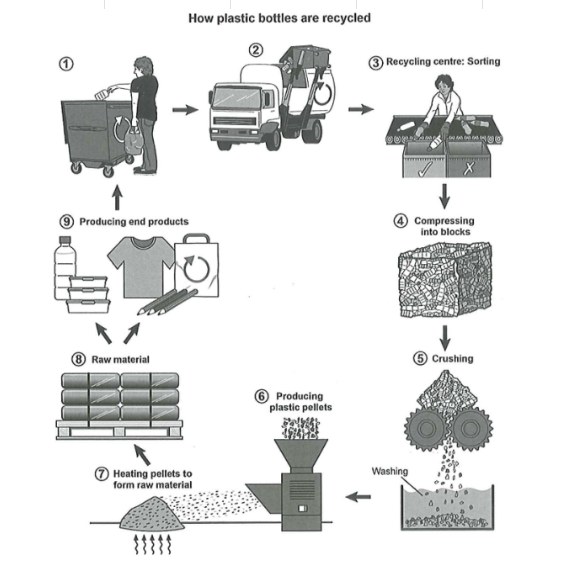 How plastic bottles are recycled
①
②
③ Recycling centre: Sorting
④ Compressing
into blocks
⑤ Crushing
Washing
⑥ Producing
plastic pellets
⑦ Heating pellets to
form raw material
⑧ Raw material
⑨ Producing end products